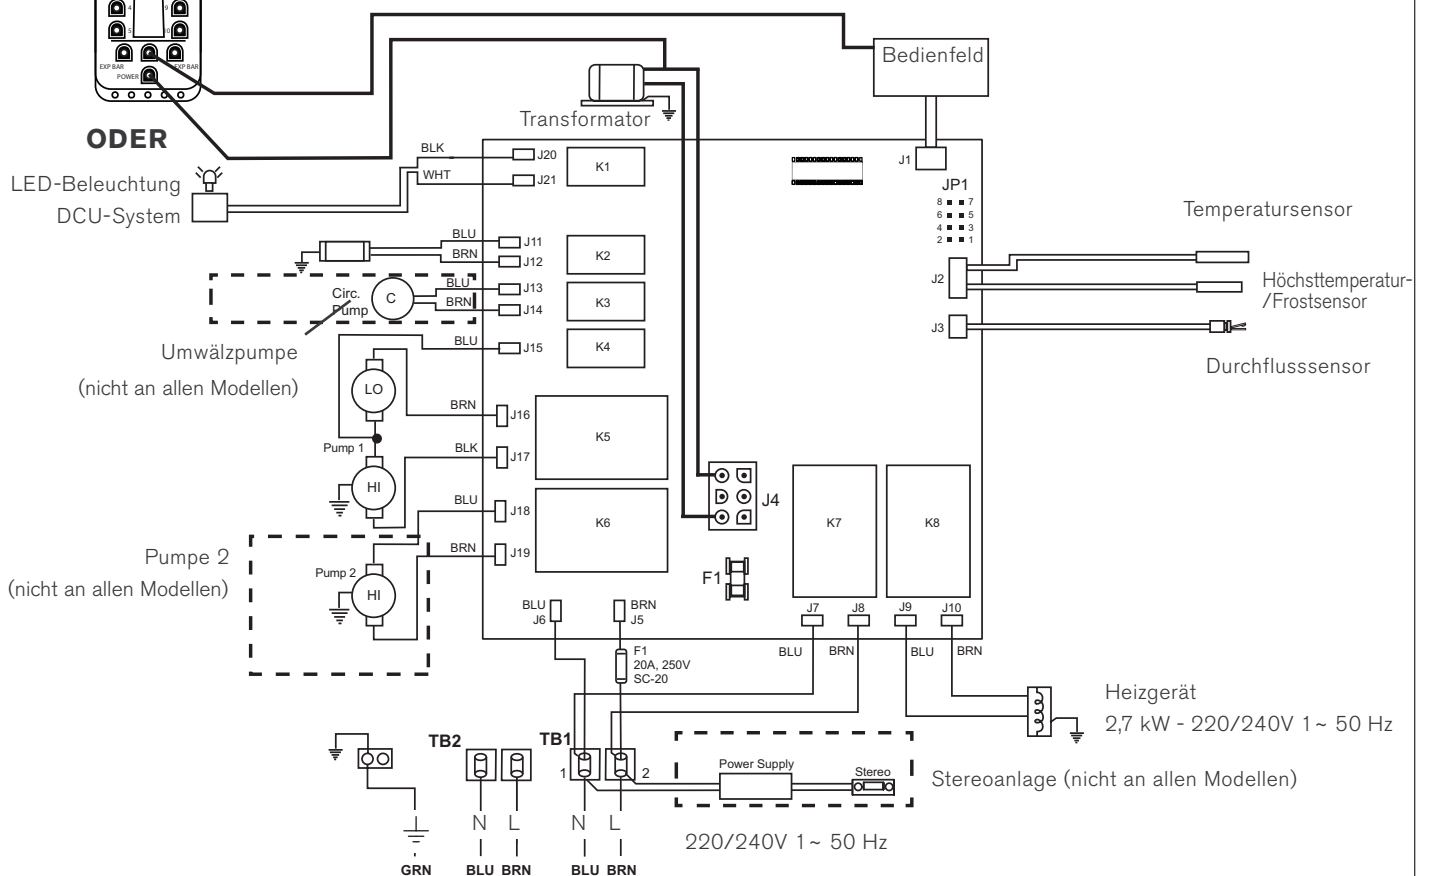 4
9
5
10
EXP BAR
EXP BAR
POWER
ODER
Bedienfeld
Transformator
LED-Beleuchtung
DCU-System
BLK
J20
WHT
J21
K1
J1
JP1
8 7
6 5
4 3
2 1
Temperatursensor
BLU
J11
BRN
J12
K2
J2
Höchsttemperatur-
/Frostsensor
Circ.
Pump
C
BLU
J13
BRN
J14
K3
J3
Durchflusssensor
Umwälzpumpe
(nicht an allen Modellen)
BLU
J15
K4
LO
BRN
J16
K5
Pump 1
BLK
J17
HI
BLU
J18
K6
J4
K7
K8
Pumpe 2
(nicht an allen Modellen)
BRN
J19
Pump 2
HI
F1
BLU
J6
BRN
J5
J7
J8
J9
J10
F1
20A, 250V
SC-20
BLU
BRN
BLU
BRN
Heizgerät
2,7 kW - 220/240V 1~ 50 Hz
TB2
TB1
1
2
Power Supply
Stereo
Stereoanlage (nicht an allen Modellen)
N L N L
220/240V 1~ 50 Hz
GRN BLU BRN BLU BRN